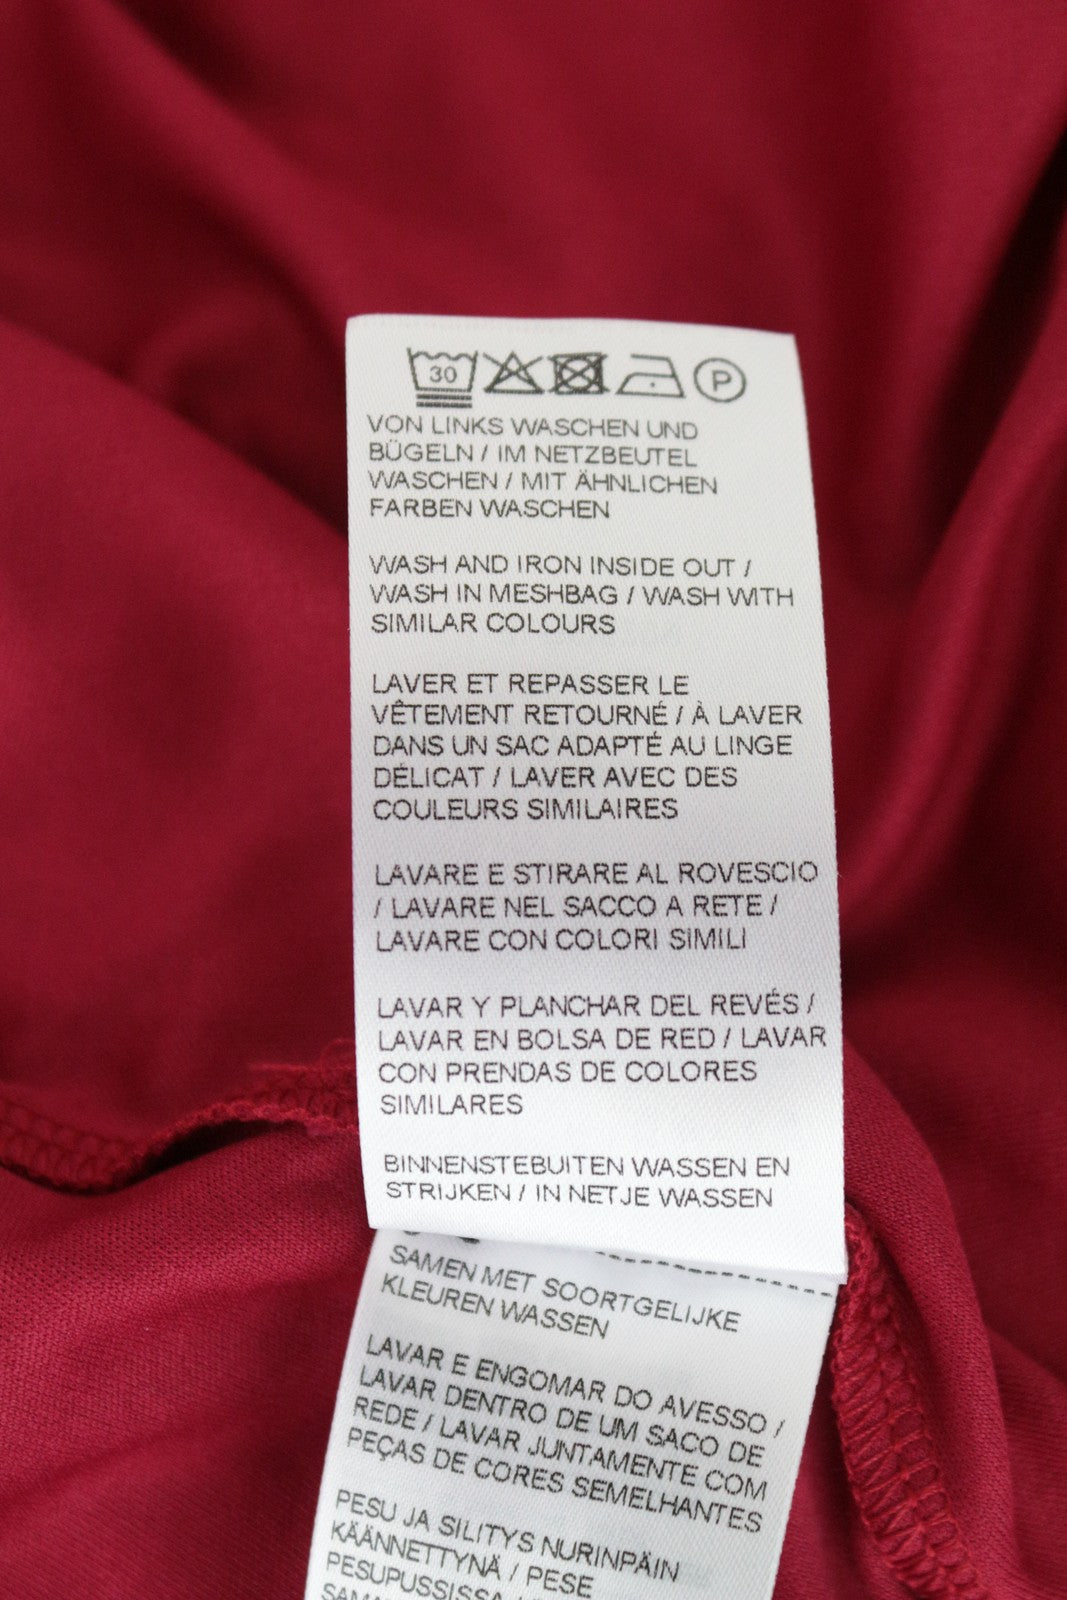 30 P
VON LINKS WASCHEN UND
BÜGELN / IM NETZBEUTEL
WASCHEN / MIT ÄHNLICHEN
FARBEN WASCHEN
WASH AND IRON INSIDE OUT /
WASH IN MESHBAG / WASH WITH
SIMILAR COLOURS
LAVER ET REPASSER LE
VÊTEMENT RETOURNÉ / À LAVER
DANS UN SAC ADAPTÉ AU LINGE
DÉLICAT / LAVER AVEC DES
COULEURS SIMILAIRES
LAVARE E STIRARE AL ROVESCIO
/ LAVARE NEL SACCO A RETE /
LAVARE CON COLORI SIMILI
LAVAR Y PLANCHAR DEL REVÉS /
LAVAR EN BOLSA DE RED / LAVAR
CON PRENDAS DE COLORES
SIMILARES
BINNENSTEBUITEN WASSEN EN
STRIJKEN / IN NETJE WASSEN
SAMEN MET SOORTGELIJKE
KLEUREN WASSEN
LAVAR E ENGOMAR DO AVESSO /
LAVAR DENTRO DE UM SACO DE
REDE / LAVAR JUNTAMENTE COM
PEÇAS DE CORES SEMELHANTES
PESU JA SILITYS NURINPÄIN
KÄÄNNETTYNÄ / PESE
PESUPUSSISSA